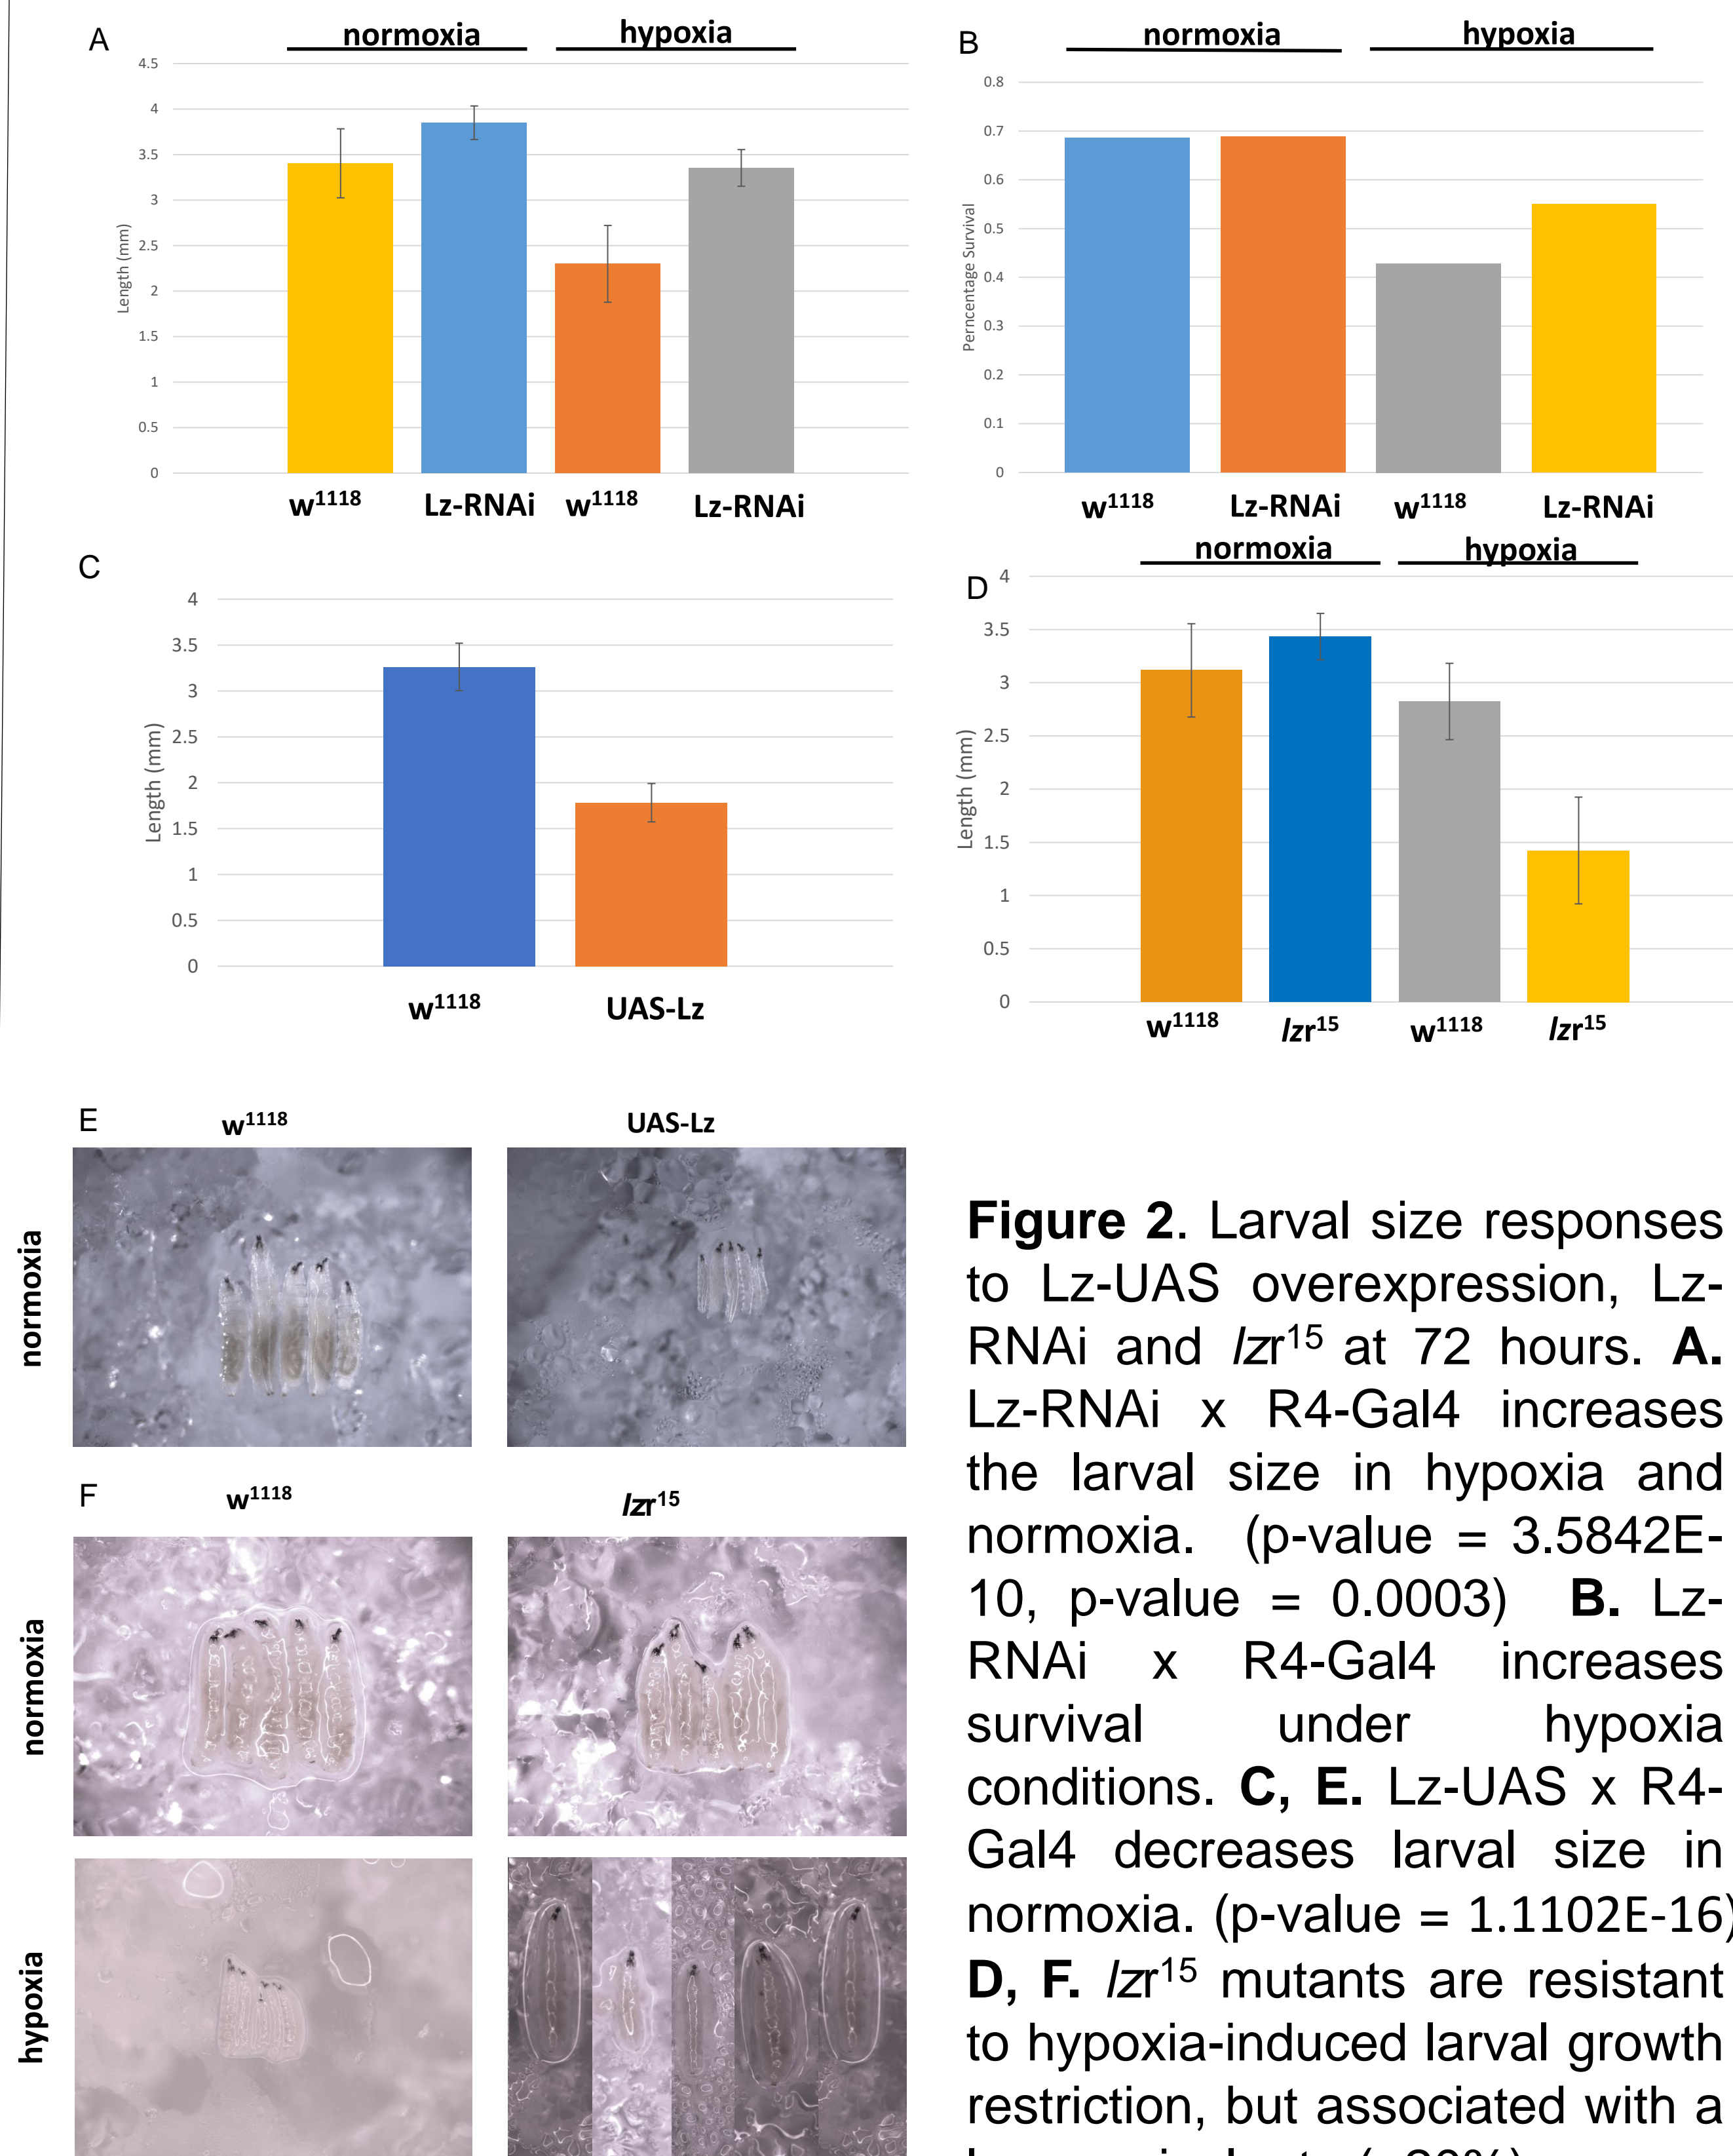 A
normoxia
hypoxia
4.5
4
3.5
3
2.5
2
1.5
1
0.5
0
Length (mm)
w1118
Lz-RNAi
w1118
Lz-RNAi
B
normoxia
hypoxia
0.8
0.7
0.6
0.5
0.4
0.3
0.2
0.1
0
Perncentage Survival
w1118
Lz-RNAi
w1118
Lz-RNAi
C
4
3.5
3
2.5
2
1.5
1
0.5
0
Length (mm)
w1118
UAS-Lz
normoxia
hypoxia
D
4
3.5
3
2.5
2
1.5
1
0.5
0
Length (mm)
w1118
lzr15
w1118
lzr15
E
w1118
UAS-Lz
normoxia
F
w1118
lzr15
normoxia
hypoxia
Figure 2. Larval size responses
to Lz-UAS overexpression, Lz-
RNAi and lzr15 at 72 hours. A.
Lz-RNAi x R4-Gal4 increases
the larval size in hypoxia and
normoxia. (p-value = 3.5842E-
10, p-value = 0.0003) B. Lz-
RNAi x R4-Gal4 increases
survival under hypoxia
conditions. C, E. Lz-UAS x R4-
Gal4 decreases larval size in
normoxia. (p-value = 1.1102E-16)
D, F. lzr15 mutants are resistant
to hypoxia-induced larval growth
restriction, but associated with a